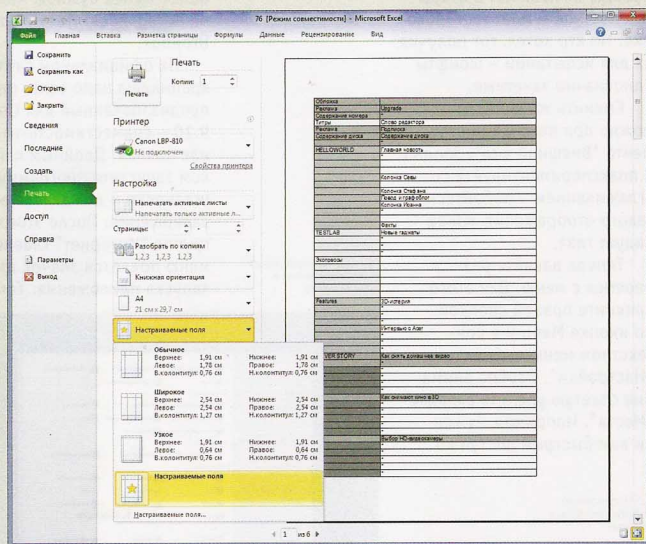 76 [Режим совместимости] - Microsoft Excel
Файл Главная Вставка Разметка страницы Формулы Данные Рецензирование Вид
Сохранить
Сохранить как
Открыть
Закрыть
Сведения
Последние
Создать
Печать
Доступ
Справка
Параметры
Выход
Печать
Копии: 1
Печать
Принтер
Canon LBP-810
Не подключен
Свойства принтера
Настройка
Напечатать активные листы
Напечатать только активные л...
Страницы: -
Разобрать по копиям
1,2,3 1,2,3 1,2,3
Книжная ориентация
A4
21 см x 29,7 см
Настраиваемые поля
Обычное
Верхнее: 1,91 см Нижнее: 1,91 см
Левое: 1,78 см Правое: 1,78 см
В.колонтитул: 0,76 см Н.колонтитул: 0,76 см
Широкое
Верхнее: 2,54 см Нижнее: 2,54 см
Левое: 2,54 см Правое: 2,54 см
В.колонтитул: 1,27 см Н.колонтитул: 1,27 см
Узкое
Верхнее: 1,91 см Нижнее: 1,91 см
Левое: 0,64 см Правое: 0,64 см
В.колонтитул: 0,76 см Н.колонтитул: 0,76 см
Настраиваемые поля
Настраиваемые поля...
Обложка
Реклама Upgrade
Содержание номера
Титры Слово редактора
Реклама Подписка
Содержание диска Содержание диска
HELLOWORLD Главная новость
Колонка Севы
Колонка Стефана
Колонка Иоанна
Факты
TESTLAB Новые гаджеты
Экспрессы
Features 3D-истерия
Интервью с Acer
VER STORY Как снять домашнее видео
Как снимают кино в 3D
Выбор HD-видеокамеры
1 из 6